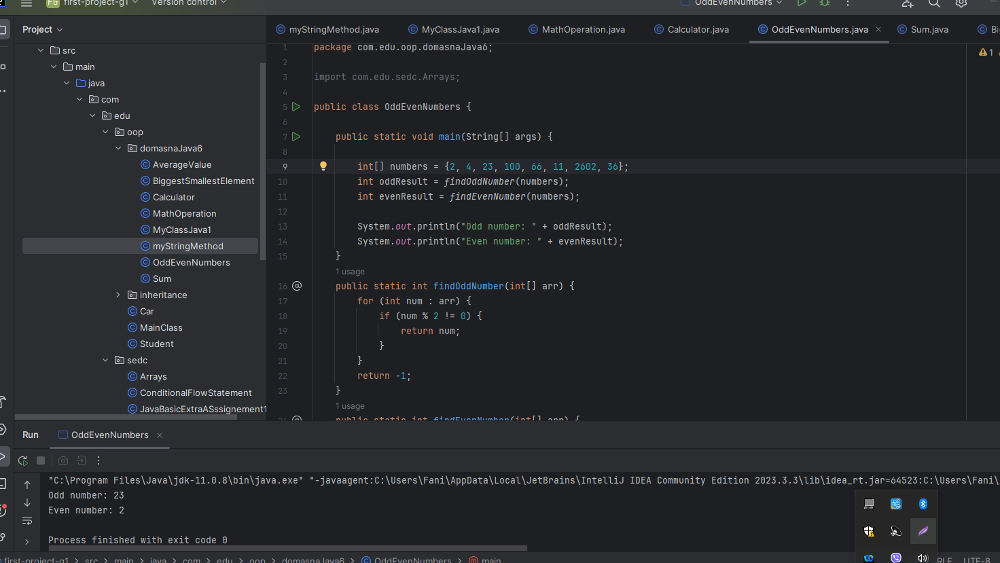 FG first-project-g1 Version control OddEvenNumbers
Project
myStringMethod.java MyClassJava1.java MathOperation.java Calculator.java OddEvenNumbers.java Sum.java
src
main
java
com
edu
oop
domasnaJava6
AverageValue
BiggestSmallestElement
Calculator
MathOperation
MyClassJava1
myStringMethod
OddEvenNumbers
Sum
inheritance
Car
MainClass
Student
sedc
Arrays
ConditionalFlowStatement
JavaBasicExtraASssignement1
1 package com.edu.oop.domasnaJava6;
2
3 import com.edu.sedc.Arrays;
4
5 public class OddEvenNumbers {
6
7 public static void main(String[] args) {
8
9 int[] numbers = {2, 4, 23, 100, 66, 11, 2602, 36};
10 int oddResult = findOddNumber(numbers);
11 int evenResult = findEvenNumber(numbers);
12
13 System.out.println("Odd number: " + oddResult);
14 System.out.println("Even number: " + evenResult);
15 }
1 usage
16 public static int findOddNumber(int[] arr) {
17 for (int num : arr) {
18 if (num % 2 != 0) {
19 return num;
20 }
21 }
22 return -1;
23 }
1 usage
24 public static int findEvenNumber(int[] arr) {
1
Run OddEvenNumbers
"C:\Program Files\Java\jdk-11.0.8\bin\java.exe" "-javaagent:C:\Users\Fani\AppData\Local\JetBrains\IntelliJ IDEA Community Edition 2023.3.3\lib\idea_rt.jar=64523:C:\Users\Fani\
Odd number: 23
Even number: 2
Process finished with exit code 0
first-project-g1 > src > main > java > com > edu > oop > domasnaJava6 > OddEvenNumbers > main
UTF-8